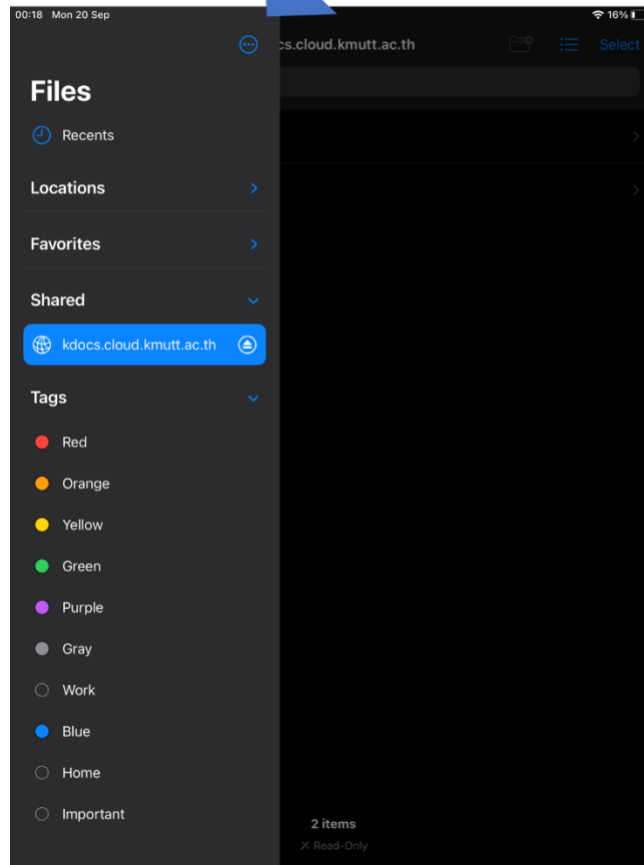 00:18 Mon 20 Sep
16%
cs.cloud.kmutt.ac.th
Select
Files
Recents
Locations
Favorites
Shared
kdocs.cloud.kmutt.ac.th
Tags
Red
Orange
Yellow
Green
Purple
Gray
Work
Blue
Home
Important
2 items
Read-Only